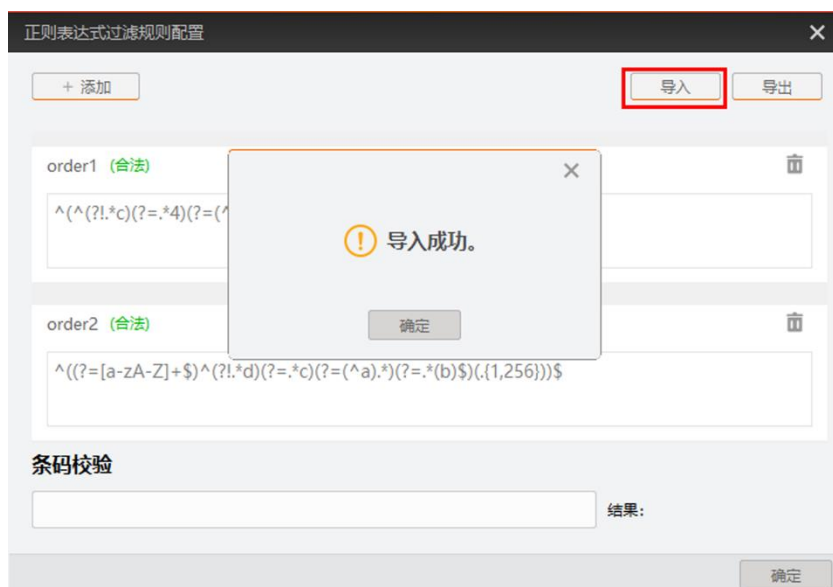 正则表达式过滤规则配置
+ 添加
导入
导出
order1 (合法)
^(^(?!.*c)(?=.*4)(?=(^
导入成功。
确定
order2 (合法)
^((?=[a-zA-Z]+$)^(?!.*d)(?=.*c)(?=(^a).*)(?=.*(b)$)(.{1,256}))$
条码校验
结果:
确定